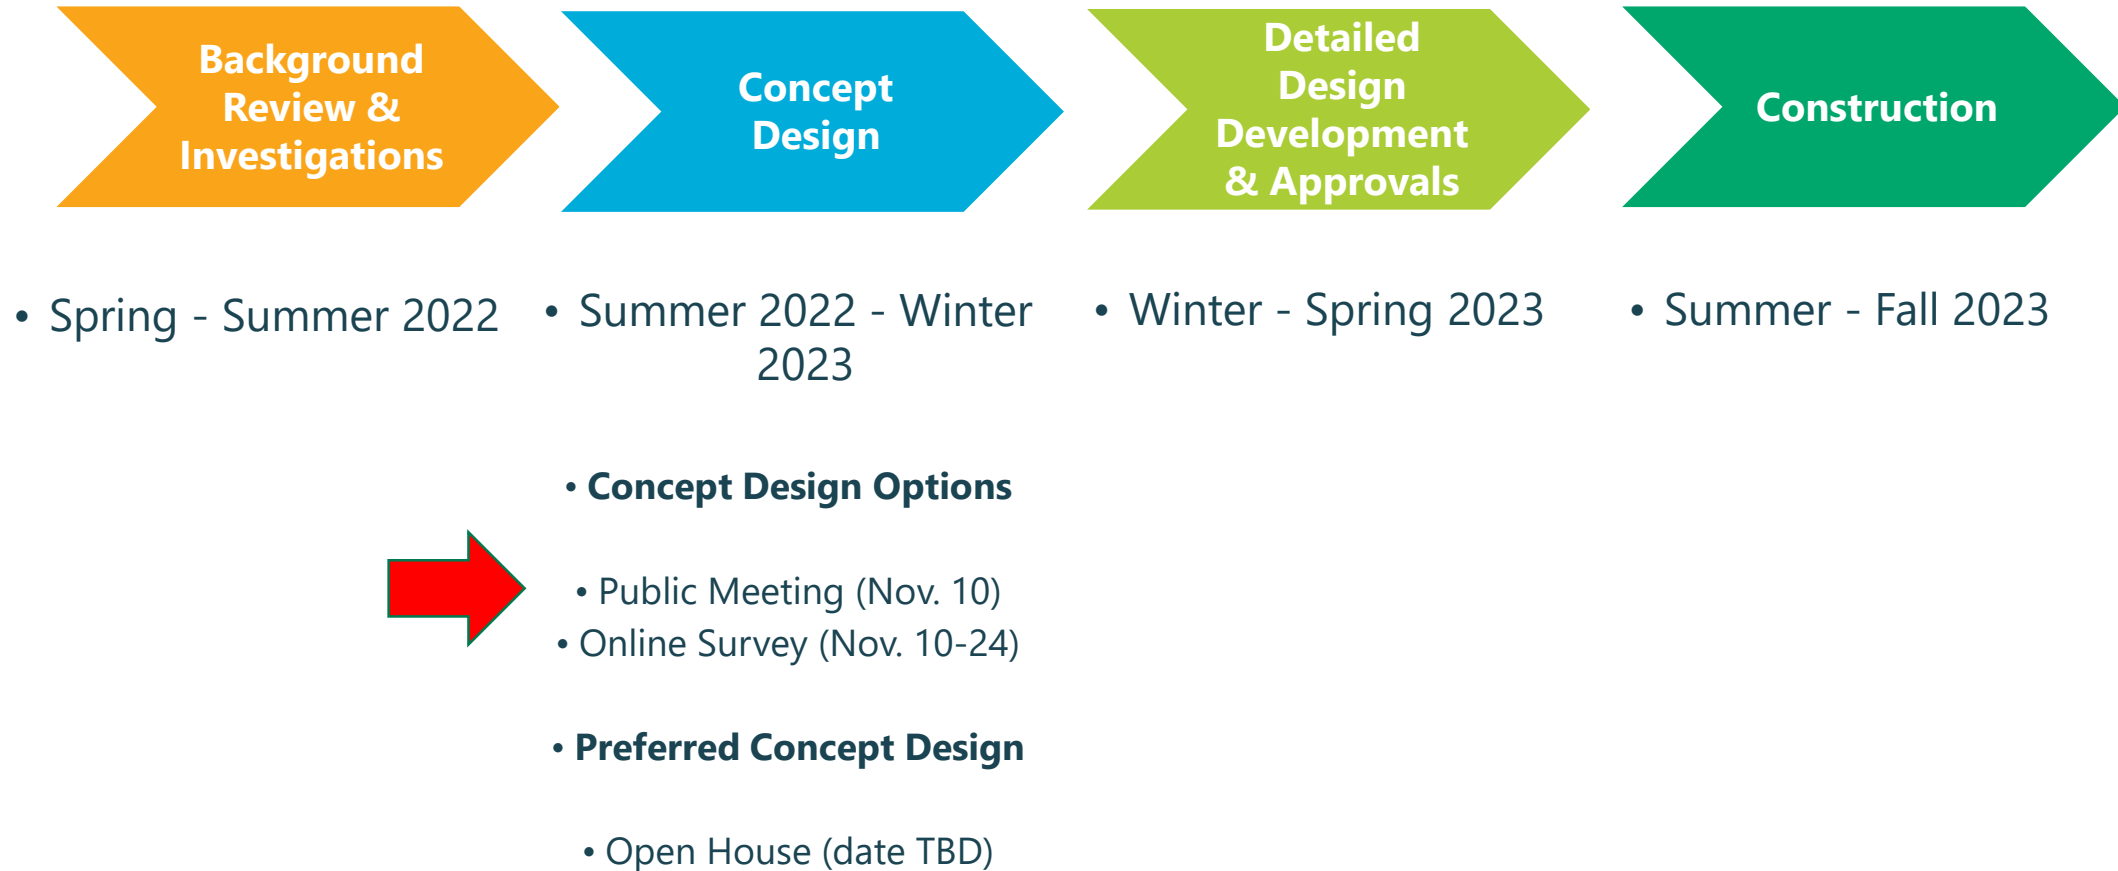 Background
Review &
Investigations
Concept
Design
Detailed
Design
Development
& Approvals
Construction
• Spring - Summer 2022
• Summer 2022 - Winter
2023
• Winter - Spring 2023
• Summer - Fall 2023
• Concept Design Options
• Public Meeting (Nov. 10)
• Online Survey (Nov. 10-24)
• Preferred Concept Design
• Open House (date TBD)